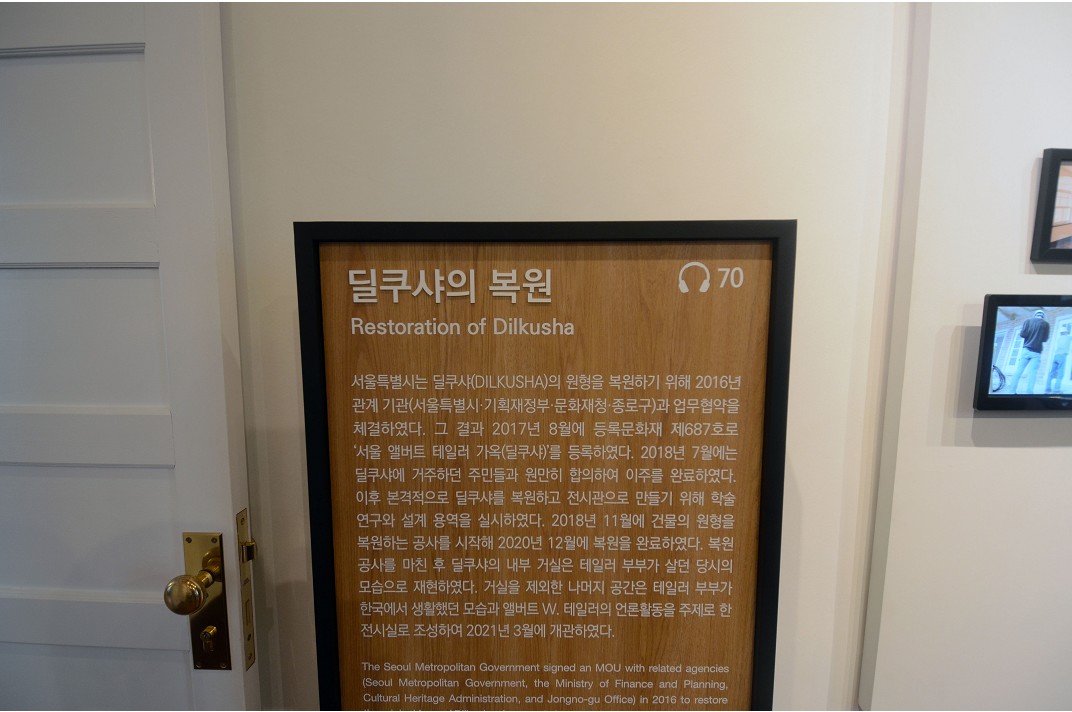 딜쿠샤의 복원
70
Restoration of Dilkusha
서울특별시는 딜쿠샤(DILKUSHA)의 원형을 복원하기 위해 2016년
관계 기관(서울특별시·기획재정부·문화재청·종로구)과 업무협약을
체결하였다. 그 결과 2017년 8월에 등록문화재 제687호로
‘서울 앨버트 테일러 가옥(딜쿠샤)’를 등록하였다. 2018년 7월에는
딜쿠샤에 거주하던 주민들과 원만히 합의하여 이주를 완료하였다.
이후 본격적으로 딜쿠샤를 복원하고 전시관으로 만들기 위해 학술
연구와 설계 용역을 실시하였다. 2018년 11월에 건물의 원형을
복원하는 공사를 시작해 2020년 12월에 복원을 완료하였다. 복원
공사를 마친 후 딜쿠샤의 내부 거실은 테일러 부부가 살던 당시의
모습으로 재현하였다. 거실을 제외한 나머지 공간은 테일러 부부가
한국에서 생활했던 모습과 앨버트 W. 테일러의 언론활동을 주제로 한
전시실로 조성하여 2021년 3월에 개관하였다.
The Seoul Metropolitan Government signed an MOU with related agencies
(Seoul Metropolitan Government, the Ministry of Finance and Planning,
Cultural Heritage Administration, and Jongno-gu Office) in 2016 to restore